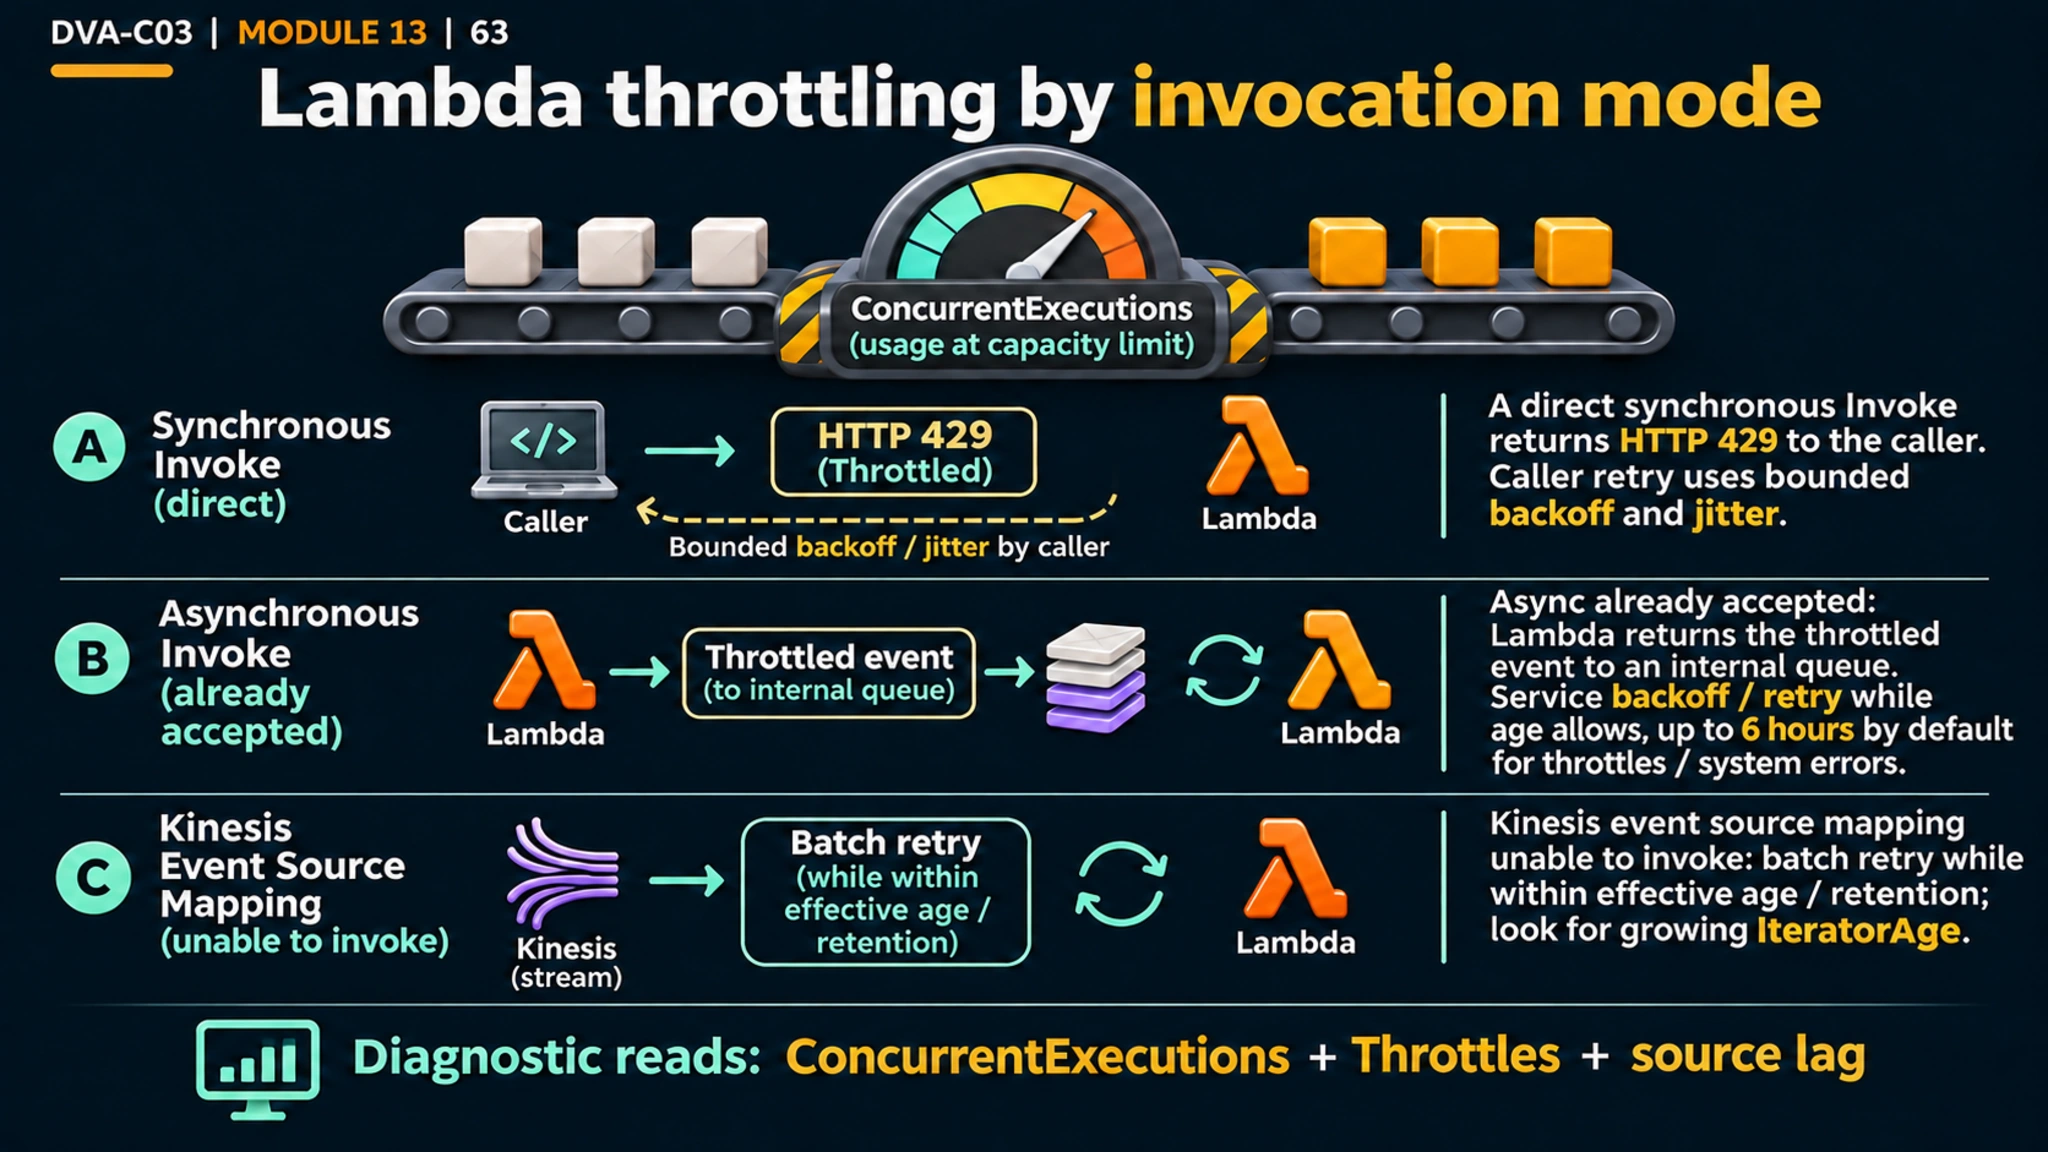 DVA-C03 | MODULE 13 | 63
Lambda throttling by invocation mode
ConcurrentExecutions
(usage at capacity limit)
A
Synchronous
Invoke
(direct)
</>
Caller
HTTP 429
(Throttled)
Bounded backoff / jitter by caller
Lambda
A direct synchronous Invoke
returns HTTP 429 to the caller.
Caller retry uses bounded
backoff and jitter.
B
Asynchronous
Invoke
(already
accepted)
Lambda
Throttled event
(to internal queue)
Lambda
Async already accepted:
Lambda returns the throttled
event to an internal queue.
Service backoff / retry while
age allows, up to 6 hours by default
for throttles / system errors.
C
Kinesis
Event Source
Mapping
(unable to invoke)
Kinesis
(stream)
Batch retry
(while within
effective age /
retention)
Lambda
Kinesis event source mapping
unable to invoke: batch retry while
within effective age / retention;
look for growing IteratorAge.
Diagnostic reads: ConcurrentExecutions + Throttles + source lag